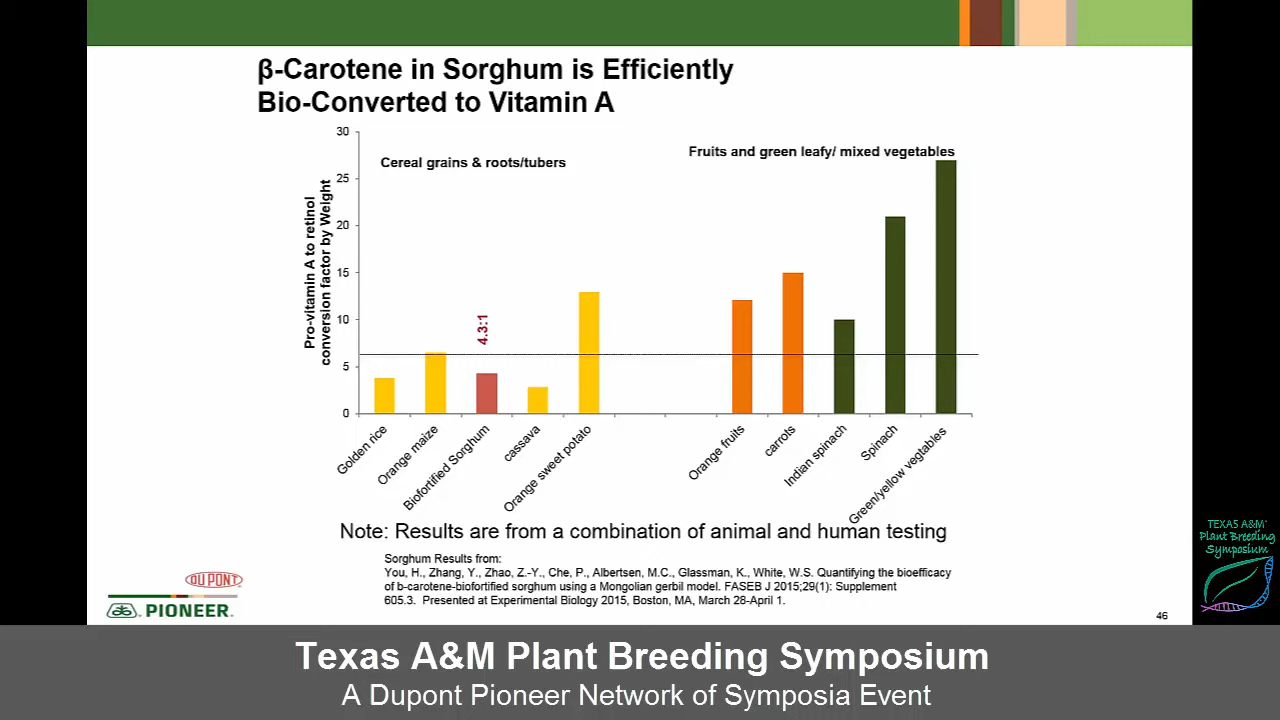 β-Carotene in Sorghum is Efficiently
Bio-Converted to Vitamin A
Pro-vitamin A to retinol
conversion factor by Weight
30
25
20
15
10
5
0
Cereal grains & roots/tubers
Fruits and green leafy/ mixed vegetables
4.3:1
Golden rice
Orange maize
Biofortified Sorghum
cassava
Orange sweet potato
Orange fruits
carrots
Indian spinach
Spinach
Green/yellow vegtables
Note: Results are from a combination of animal and human testing
Sorghum Results from:
You, H., Zhang, Y., Zhao, Z.-Y., Che, P., Albertsen, M.C., Glassman, K., White, W.S. Quantifying the bioefficacy
of b-carotene-biofortified sorghum using a Mongolian gerbil model. FASEB J 2015;29(1): Supplement
605.3. Presented at Experimental Biology 2015, Boston, MA, March 28-April 1.
DU PONT
PIONEER.
46
TEXAS A&M
Plant Breeding
Symposium
Texas A&M Plant Breeding Symposium
A Dupont Pioneer Network of Symposia Event